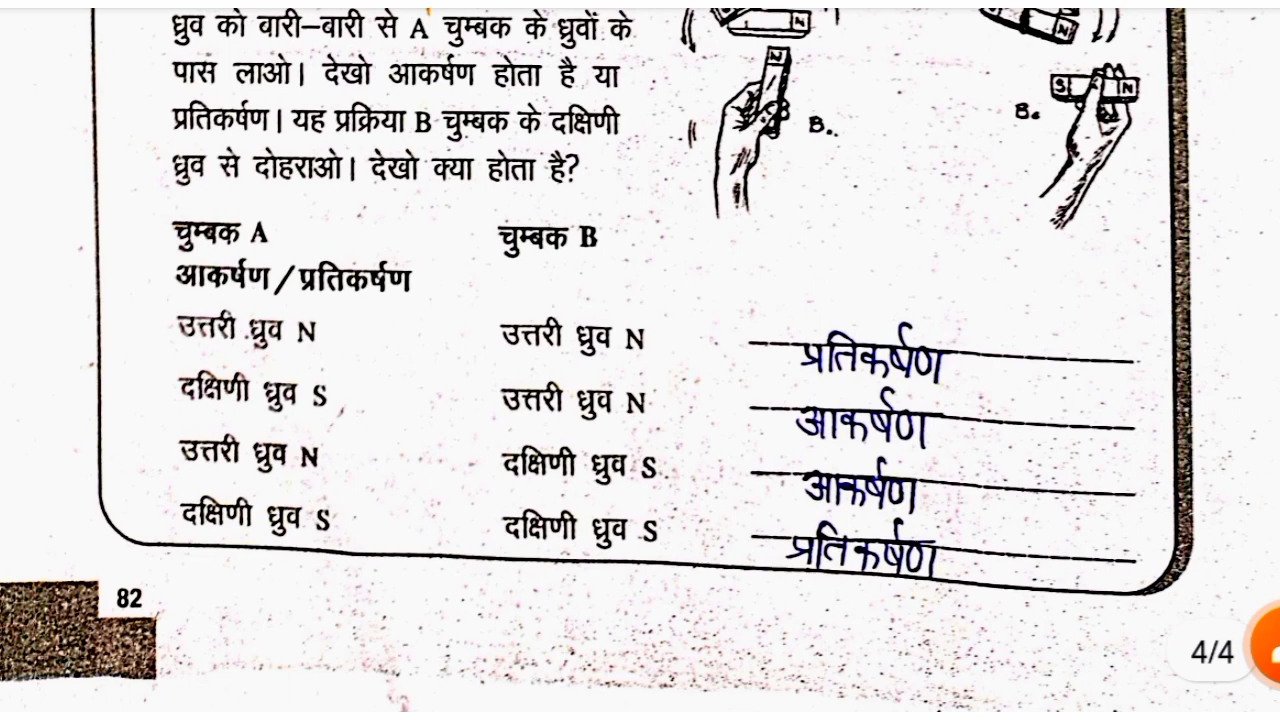 ध्रुव को बारी–बारी से A चुम्बक के ध्रुवों के
पास लाओ। देखो आकर्षण होता है या
प्रतिकर्षण। यह प्रक्रिया B चुम्बक के दक्षिणी
ध्रुव से दोहराओ। देखो क्या होता है?
N
N
N
B.
S N
B.
चुम्बक A चुम्बक B
आकर्षण / प्रतिकर्षण
उत्तरी ध्रुव N उत्तरी ध्रुव N प्रतिकर्षण
दक्षिणी ध्रुव S उत्तरी ध्रुव N आकर्षण
उत्तरी ध्रुव N दक्षिणी ध्रुव S आकर्षण
दक्षिणी ध्रुव S दक्षिणी ध्रुव S प्रतिकर्षण
82
4/4